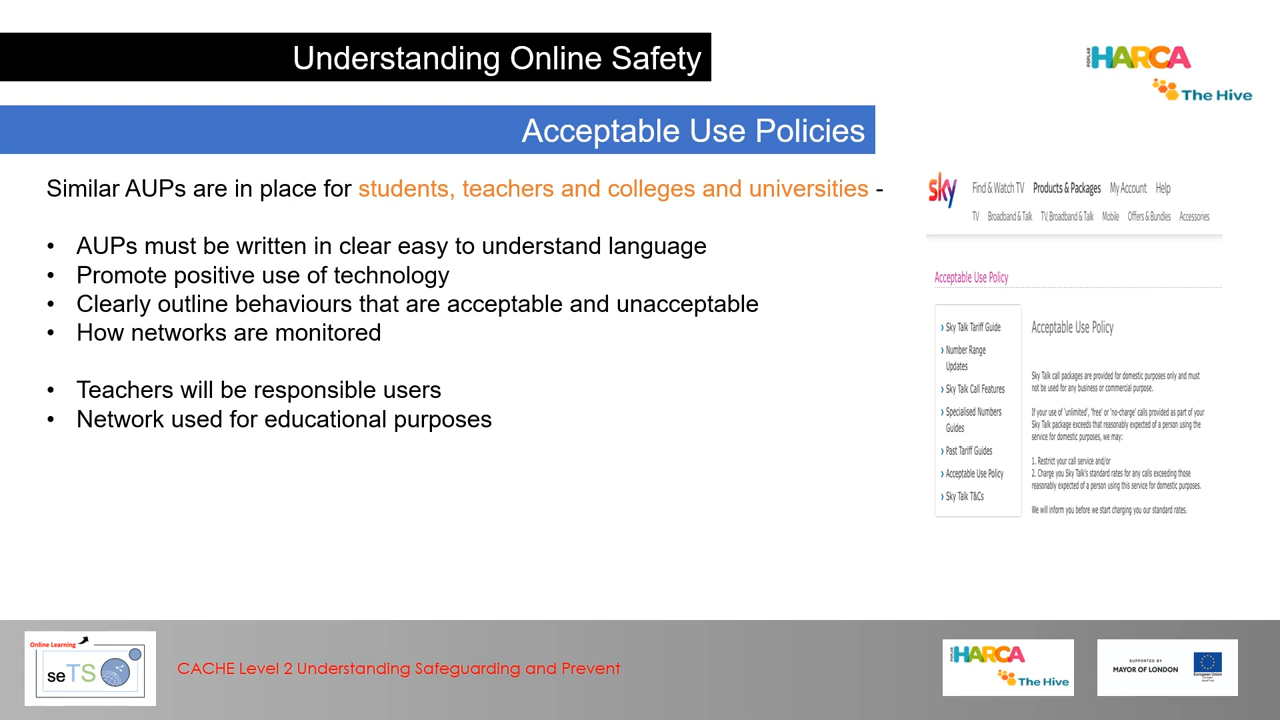 Understanding Online Safety
POPLAR HARCA
The Hive
Acceptable Use Policies
Similar AUPs are in place for students, teachers and colleges and universities -
• AUPs must be written in clear easy to understand language
• Promote positive use of technology
• Clearly outline behaviours that are acceptable and unacceptable
• How networks are monitored
• Teachers will be responsible users
• Network used for educational purposes
sky
Find & Watch TV Products & Packages My Account Help
TV Broadband & Talk TV, Broadband & Talk Mobile Offers & Bundles Accessories
Acceptable Use Policy
› Sky Talk Tariff Guide
› Number Range
Updates
› Sky Talk Call Features
› Specialised Numbers
Guides
› Past Tariff Guides
› Acceptable Use Policy
› Sky Talk T&Cs
Acceptable Use Policy
Sky Talk call packages are provided for domestic purposes only and must
not be used for any business or commercial purpose.
If your use of 'unlimited', 'free' or 'no-charge' calls provided as part of your
Sky Talk package exceeds that reasonably expected of a person using the
service for domestic purposes, we may:
1. Restrict your call service and/or
2. Charge you Sky Talk's standard rates for any calls exceeding those
reasonably expected of a person using this service for domestic purposes.
We will inform you before we start charging you our standard rates.
Online Learning
seTS
CACHE Level 2 Understanding Safeguarding and Prevent
POPLAR HARCA
The Hive
SUPPORTED BY
MAYOR OF LONDON
European Union